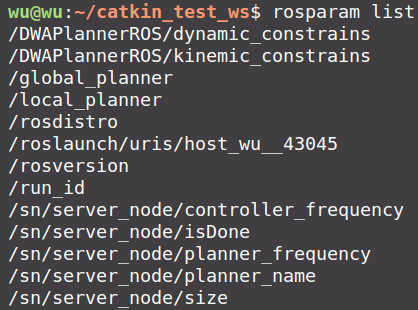 wu@wu:~/catkin_test_ws$ rosparam list
/DWAPlannerROS/dynamic_constrains
/DWAPlannerROS/kinemic_constrains
/global_planner
/local_planner
/rosdistro
/roslaunch/uris/host_wu__43045
/rosversion
/run_id
/sn/server_node/controller_frequency
/sn/server_node/isDone
/sn/server_node/planner_frequency
/sn/server_node/planner_name
/sn/server_node/size